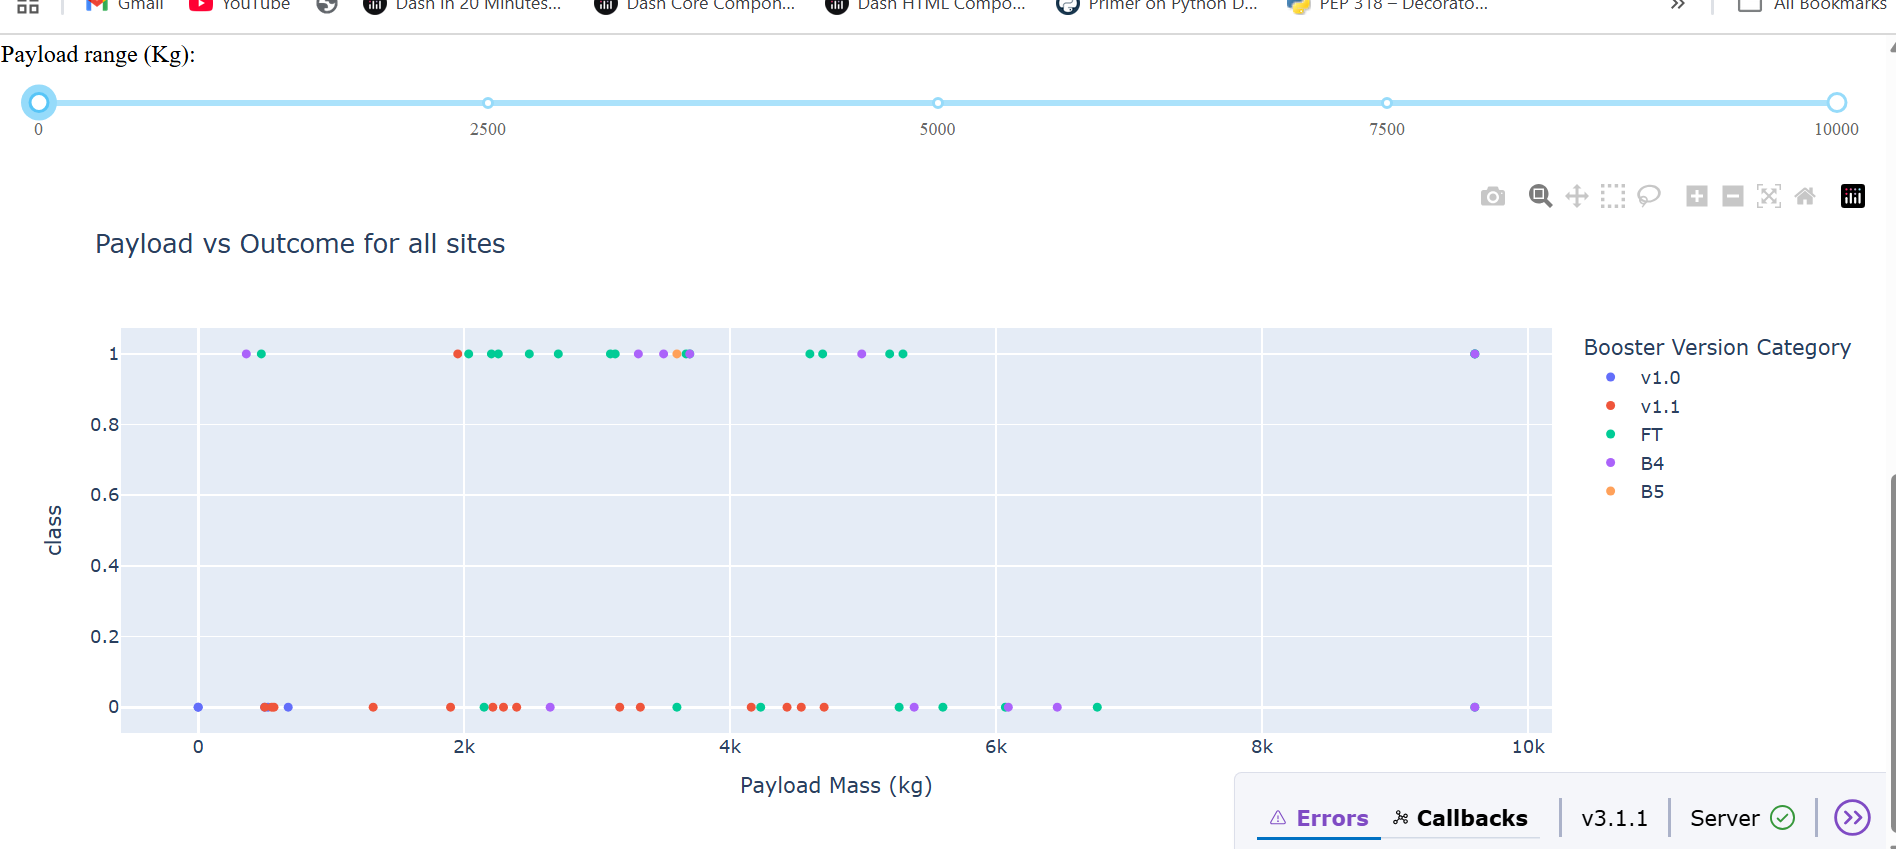 Gmail YouTube Dash in 20 Minutes... Dash Core Compon... Dash HTML Compo... Primer on Python D... PEP 318 – Decorato... » All Bookmarks
Payload range (Kg):
0 2500 5000 7500 10000
Payload vs Outcome for all sites
Booster Version Category
v1.0
v1.1
FT
B4
B5
1
0.8
0.6
0.4
0.2
0
class
0 2k 4k 6k 8k 10k
Payload Mass (kg)
Errors Callbacks v3.1.1 Server